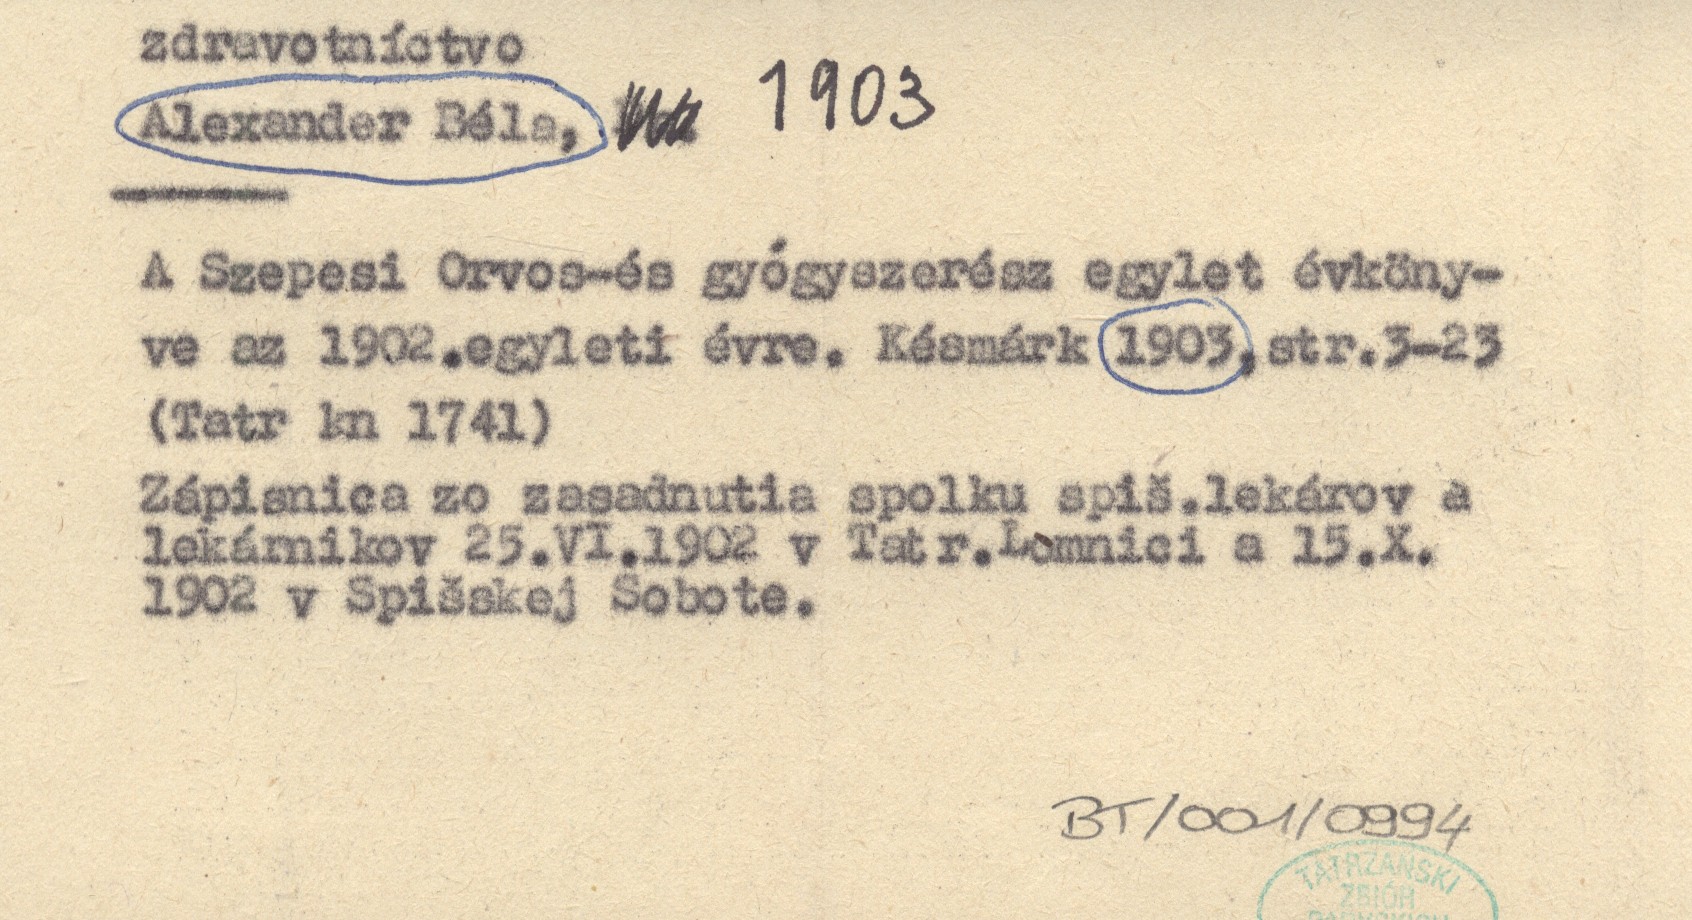 zdravotníctvo
Alexander Béla, 1903
A Szepesi Orvos-és gyógyszerész egylet évköny-
ve az 1902.egyleti évre. Késmárk 1903,str.3-23
(Tatr kn 1741)
Zápisnica zo zasadnutia spolku spiš.lekárov a
lekárnikov 25.VI.1902 v Tatr.Lomnici a 15.X.
1902 v Spišskej Sobote.
BT/001/0994
TATRZAŃSKI
ZBIÓR